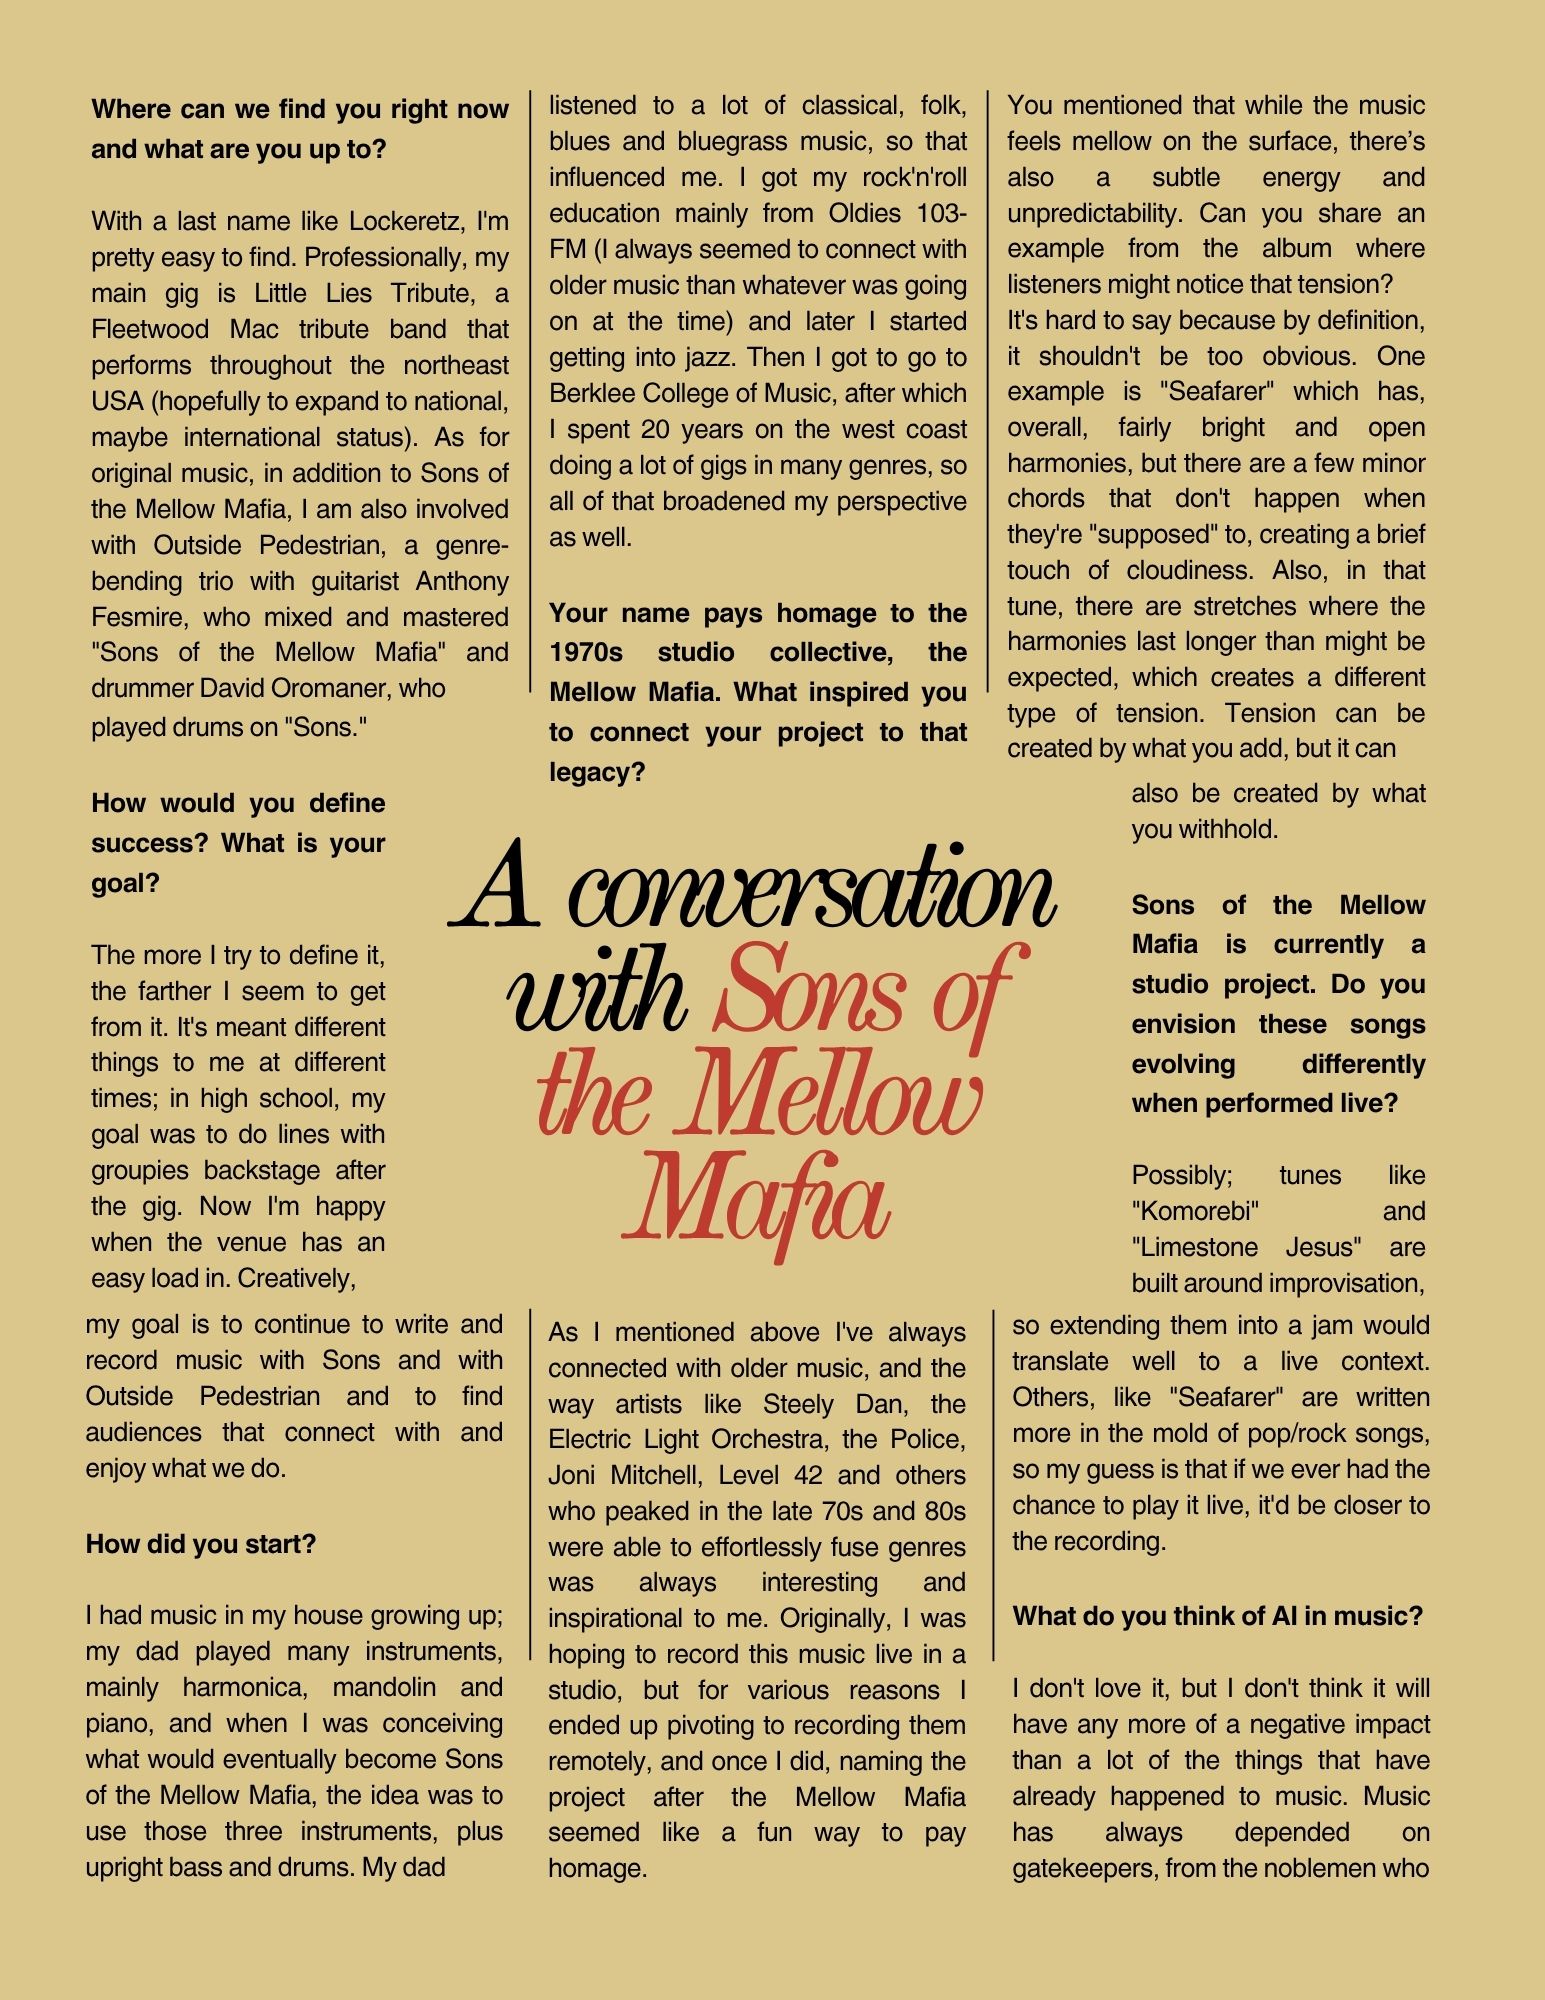 Where can we find you right now
and what are you up to?
With a last name like Lockeretz, I'm
pretty easy to find. Professionally, my
main gig is Little Lies Tribute, a
Fleetwood Mac tribute band that
performs throughout the northeast
USA (hopefully to expand to national,
maybe international status). As for
original music, in addition to Sons of
the Mellow Mafia, I am also involved
with Outside Pedestrian, a genre-
bending trio with guitarist Anthony
Fesmire, who mixed and mastered
"Sons of the Mellow Mafia" and
drummer David Oromaner, who
played drums on "Sons."
How would you define
success? What is your
goal?
The more I try to define it,
the farther I seem to get
from it. It's meant different
things to me at different
times; in high school, my
goal was to do lines with
groupies backstage after
the gig. Now I'm happy
when the venue has an
easy load in. Creatively,
my goal is to continue to write and
record music with Sons and with
Outside Pedestrian and to find
audiences that connect with and
enjoy what we do.
How did you start?
I had music in my house growing up;
my dad played many instruments,
mainly harmonica, mandolin and
piano, and when I was conceiving
what would eventually become Sons
of the Mellow Mafia, the idea was to
use those three instruments, plus
upright bass and drums. My dad
listened to a lot of classical, folk,
blues and bluegrass music, so that
influenced me. I got my rock'n'roll
education mainly from Oldies 103-
FM (I always seemed to connect with
older music than whatever was going
on at the time) and later I started
getting into jazz. Then I got to go to
Berklee College of Music, after which
I spent 20 years on the west coast
doing a lot of gigs in many genres, so
all of that broadened my perspective
as well.
Your name pays homage to the
1970s studio collective, the
Mellow Mafia. What inspired you
to connect your project to that
legacy?
A conversation
with Sons of
the Mellow
Mafia
As I mentioned above I've always
connected with older music, and the
way artists like Steely Dan, the
Electric Light Orchestra, the Police,
Joni Mitchell, Level 42 and others
who peaked in the late 70s and 80s
were able to effortlessly fuse genres
was always interesting and
inspirational to me. Originally, I was
hoping to record this music live in a
studio, but for various reasons I
ended up pivoting to recording them
remotely, and once I did, naming the
project after the Mellow Mafia
seemed like a fun way to pay
homage.
You mentioned that while the music
feels mellow on the surface, there’s
also a subtle energy and
unpredictability. Can you share an
example from the album where
listeners might notice that tension?
It's hard to say because by definition,
it shouldn't be too obvious. One
example is "Seafarer" which has,
overall, fairly bright and open
harmonies, but there are a few minor
chords that don't happen when
they're "supposed" to, creating a brief
touch of cloudiness. Also, in that
tune, there are stretches where the
harmonies last longer than might be
expected, which creates a different
type of tension. Tension can be
created by what you add, but it can
also be created by what
you withhold.
Sons of the Mellow
Mafia is currently a
studio project. Do you
envision these songs
evolving differently
when performed live?
Possibly; tunes like
"Komorebi" and
"Limestone Jesus" are
built around improvisation,
so extending them into a jam would
translate well to a live context.
Others, like "Seafarer" are written
more in the mold of pop/rock songs,
so my guess is that if we ever had the
chance to play it live, it'd be closer to
the recording.
What do you think of AI in music?
I don't love it, but I don't think it will
have any more of a negative impact
than a lot of the things that have
already happened to music. Music
has always depended on
gatekeepers, from the noblemen who